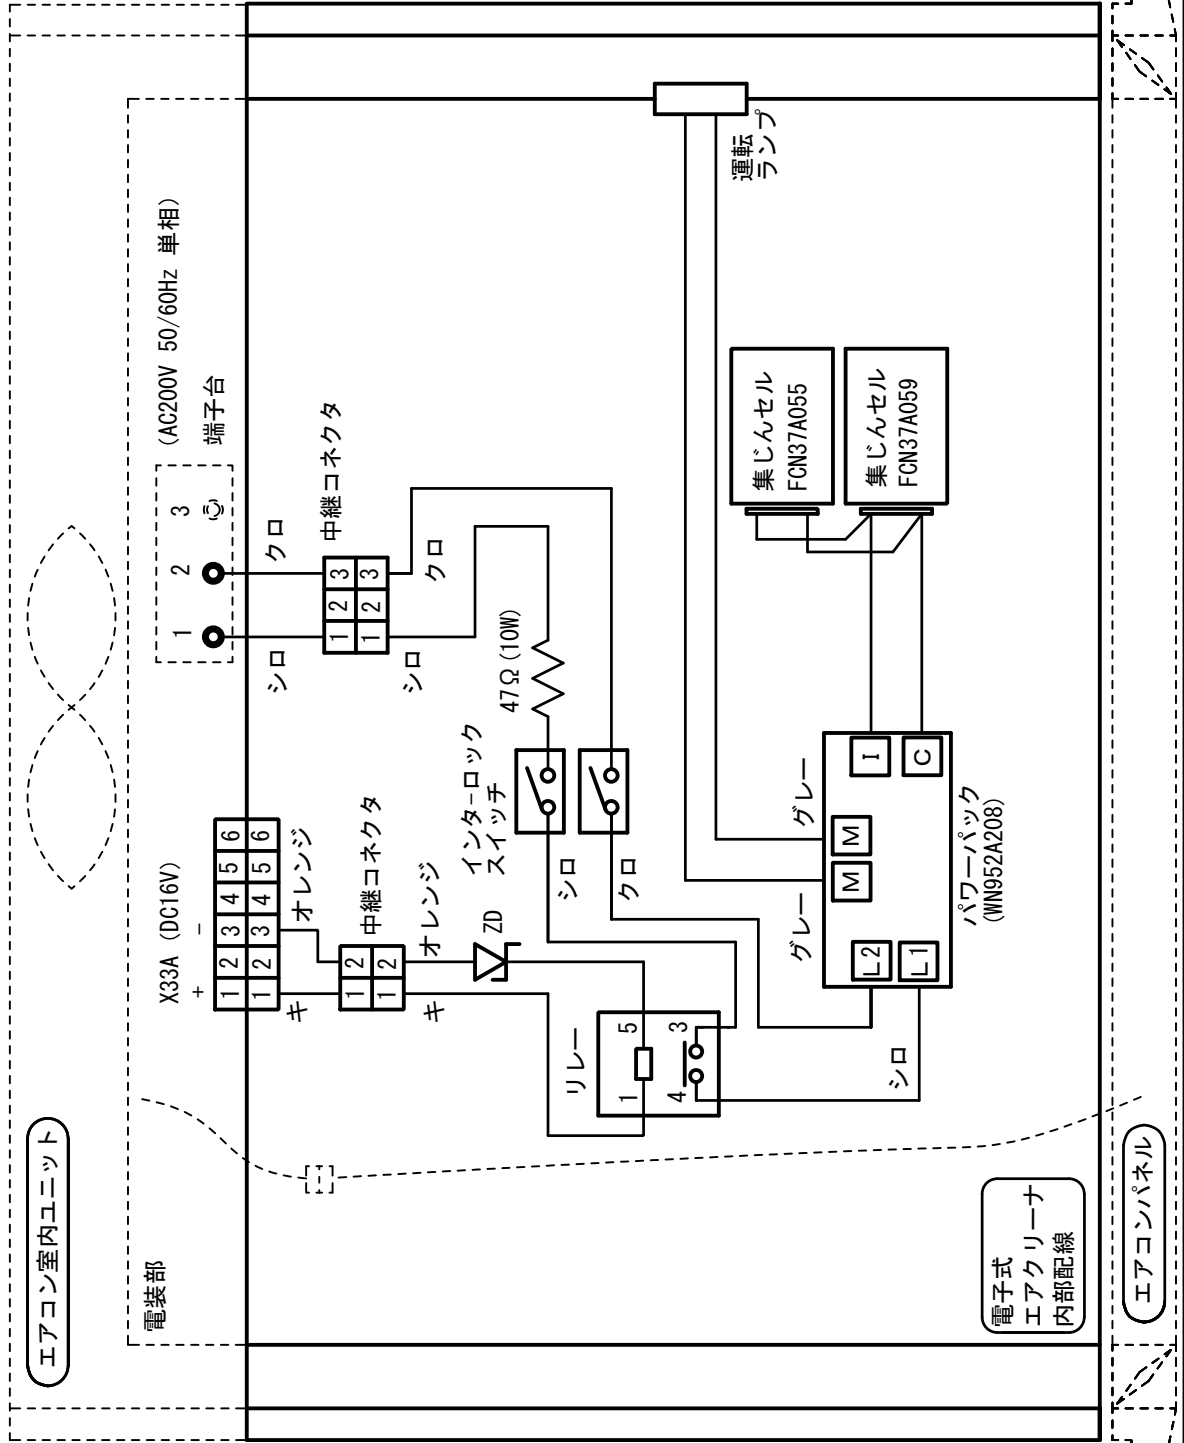 エアコン室内ユニット
電装部
X33A (DC16V)
+ -
1 2 3 4 5 6
1 2 3 4 5 6
キ
オレンジ
中継コネクタ
1 2
1 2
キ
オレンジ
ZD
リレー
1 5
4 3
(AC200V 50/60Hz 単相)
端子台
1 2 3
シロ
クロ
中継コネクタ
1 2 3
1 2 3
シロ
クロ
47Ω(10W)
インターロック
スイッチ
シロ
クロ
シロ
グレー
グレー
L2
L1
M
M
I
C
パワーパック
(WN952A208)
集じんセル
FCN37A055
集じんセル
FCN37A059
運転
ランプ
電子式
エアクリーナ
内部配線
エアコンパネル